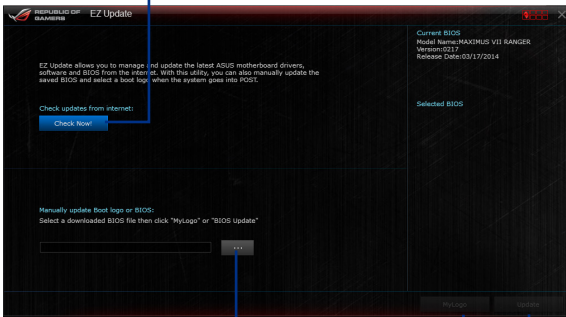 REPUBLIC OF
GAMERS
EZ Update
Current BIOS
Model Name:MAXIMUS VII RANGER
Version:0217
Release Date:03/17/2014
EZ Update allows you to manage and update the latest ASUS motherboard drivers,
software and BIOS from the internet. With this utility, you can also manually update the
saved BIOS and select a boot logo when the system goes into POST.
Selected BIOS
Check updates from internet:
Check Now!
Manually update Boot logo or BIOS:
Select a downloaded BIOS file then click "MyLogo" or "BIOS Update"
...
MyLogo
Update